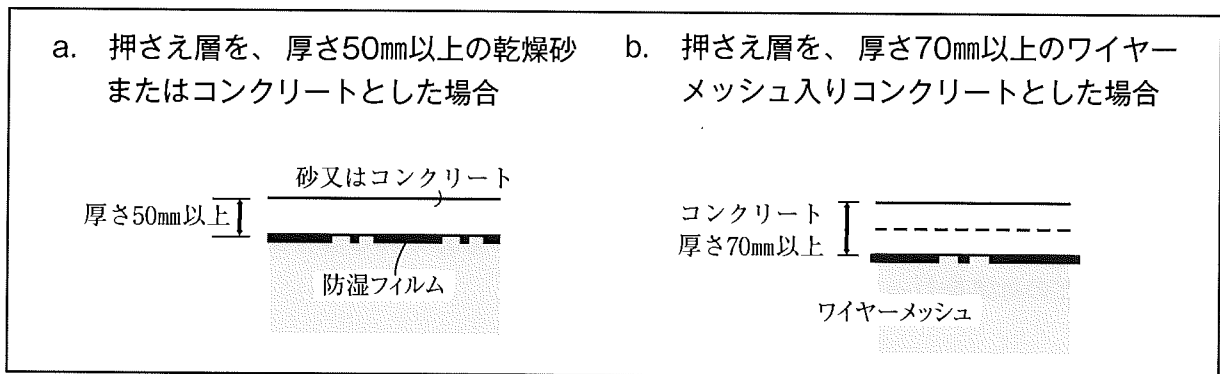 a. 押さえ層を、厚さ50mm以上の乾燥砂
またはコンクリートとした場合
砂又はコンクリート
厚さ50mm以上
防湿フィルム
b. 押さえ層を、厚さ70mm以上のワイヤー
メッシュ入りコンクリートとした場合
コンクリート
厚さ70mm以上
ワイヤーメッシュ